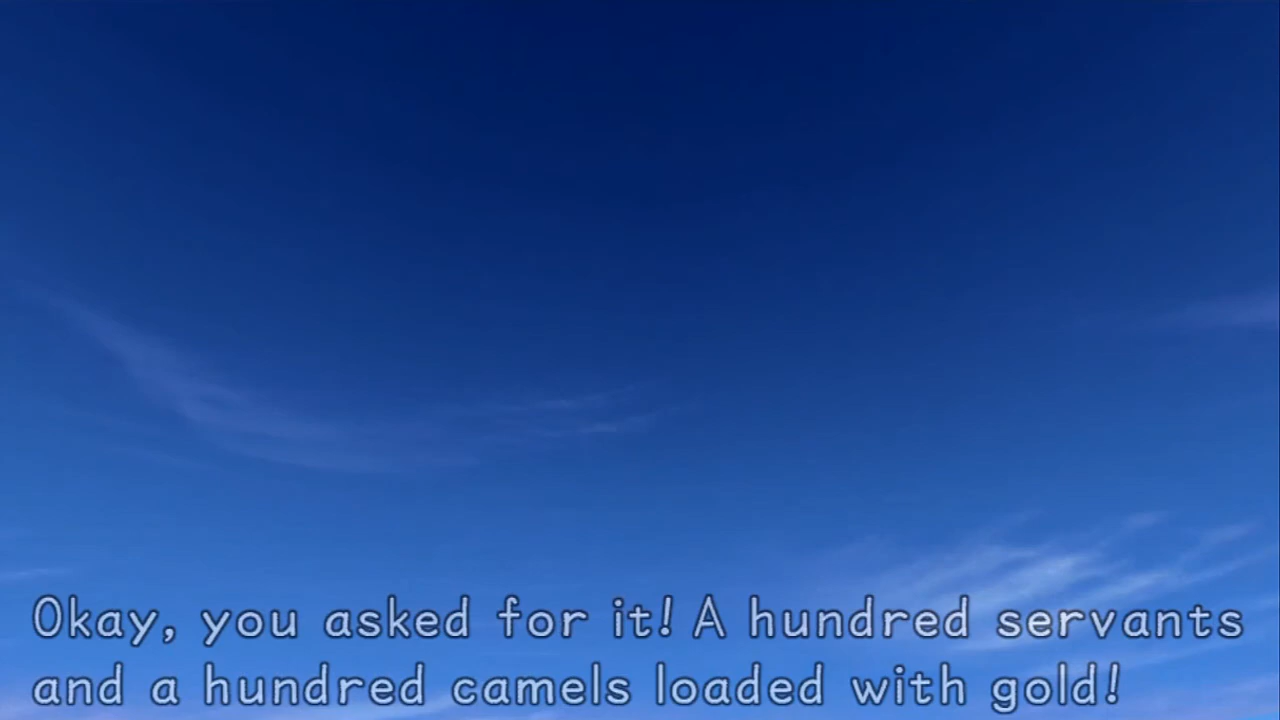 Okay, you asked for it! A hundred servants
and a hundred camels loaded with gold!